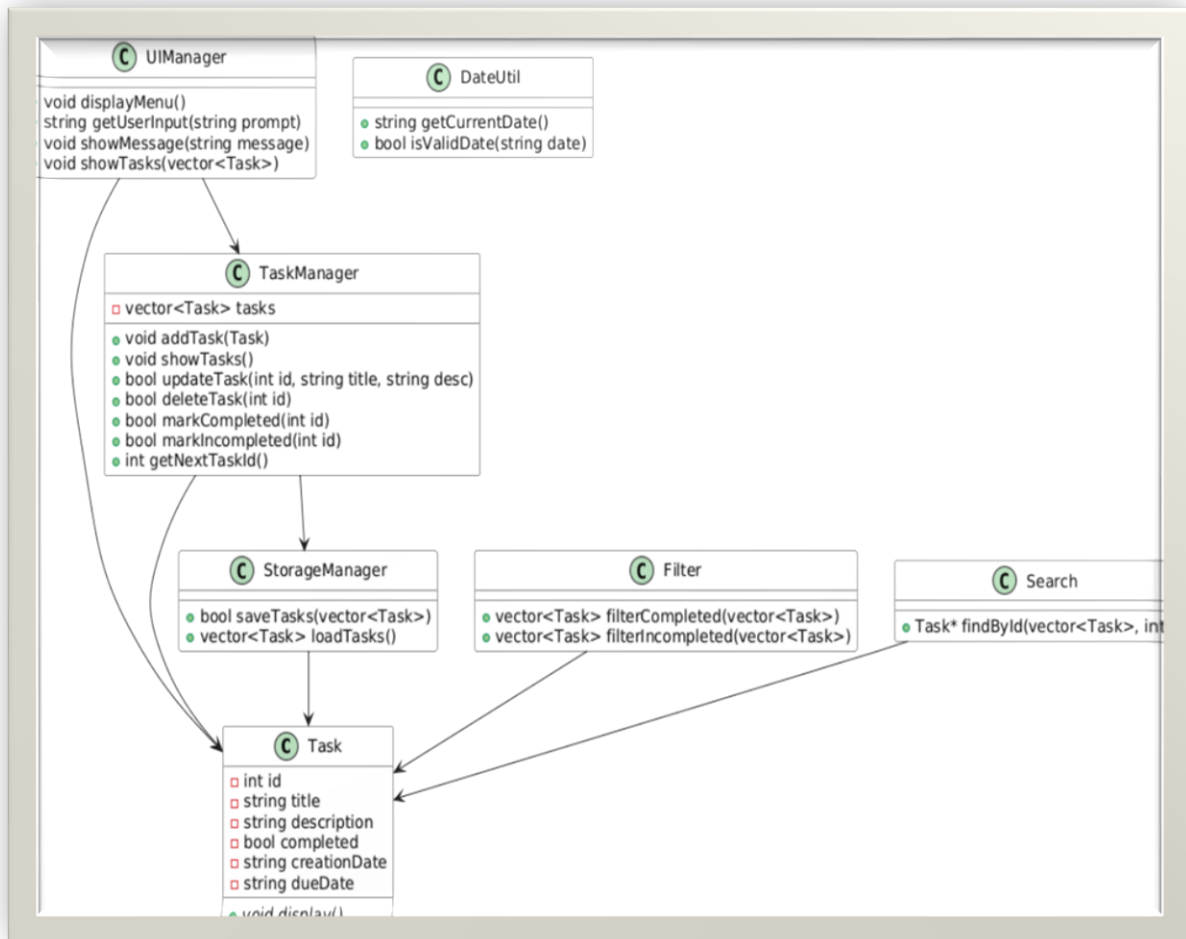 C UIManager
void displayMenu()
string getUserInput(string prompt)
void showMessage(string message)
void showTasks(vector<Task>)
C DateUtil
string getCurrentDate()
bool isValidDate(string date)
C TaskManager
vector<Task> tasks
void addTask(Task)
void showTasks()
bool updateTask(int id, string title, string desc)
bool deleteTask(int id)
bool markCompleted(int id)
bool markIncompleted(int id)
int getNextTaskId()
C StorageManager
bool saveTasks(vector<Task>)
vector<Task> loadTasks()
C Filter
vector<Task> filterCompleted(vector<Task>)
vector<Task> filterIncompleted(vector<Task>)
C Search
Task* findById(vector<Task>, int
C Task
int id
string title
string description
bool completed
string creationDate
string dueDate
void display()